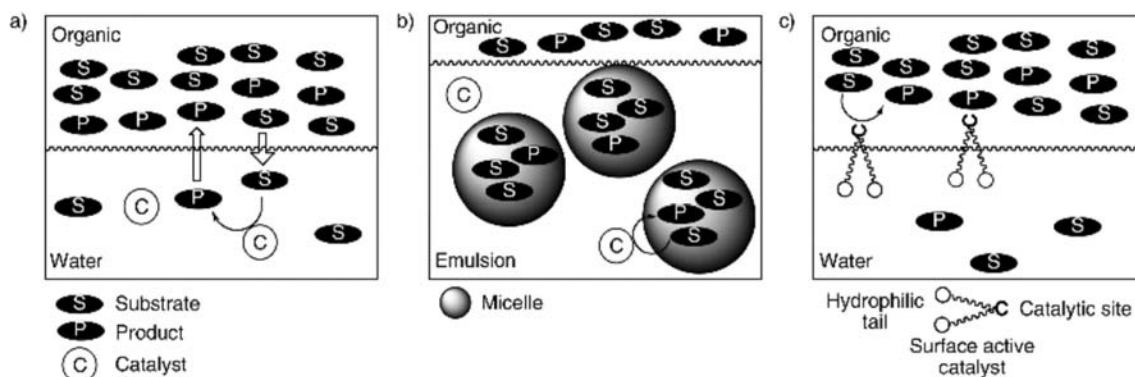 a)
Organic
S
S
S
S
S
S
P
S
P
P
P
P
S
S
S
P
S
C
C
S
Water
S Substrate
P Product
C Catalyst
b)
Organic
S
P
S
S
P
C
S
S
S
P
S
P
S
S
S
S
S
P
C
S
Emulsion
Micelle
c)
Organic
S
S
S
S
S
S
S
P
P
P
P
S
S
C
C
P
S
S
Water
Hydrophilic
tail
C Catalytic site
Surface active
catalyst